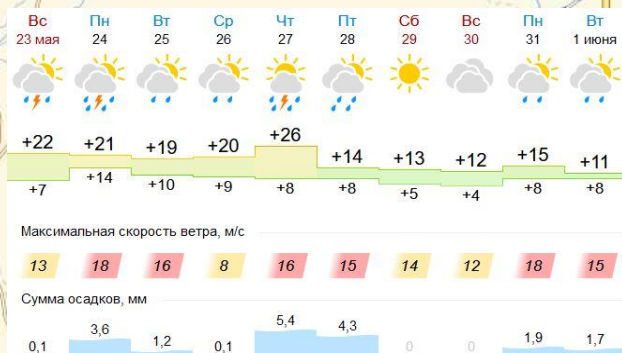 Вс Пн Вт Ср Чт Пт Сб Вс Пн Вт
23 мая 24 25 26 27 28 29 30 31 1 июня
+22 +21 +19 +20 +26 +14 +13 +12 +15 +11
+7 +14 +10 +9 +8 +8 +5 +4 +8 +8
Максимальная скорость ветра, м/с
13 18 16 8 16 15 14 12 18 15
Сумма осадков, мм
0,1 3,6 1,2 0,1 5,4 4,3 0 0 1,9 1,7